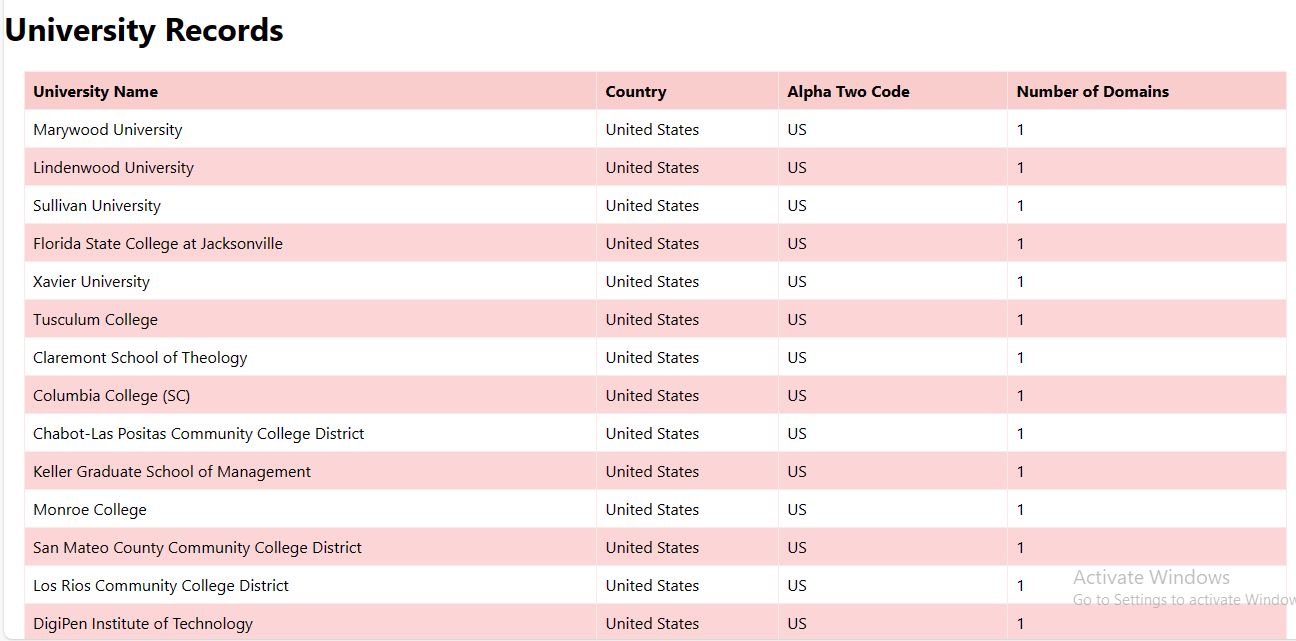 University Records
University Name Country Alpha Two Code Number of Domains
Marywood University United States US 1
Lindenwood University United States US 1
Sullivan University United States US 1
Florida State College at Jacksonville United States US 1
Xavier University United States US 1
Tusculum College United States US 1
Claremont School of Theology United States US 1
Columbia College (SC) United States US 1
Chabot-Las Positas Community College District United States US 1
Keller Graduate School of Management United States US 1
Monroe College United States US 1
San Mateo County Community College District United States US 1
Los Rios Community College District United States US 1
Activate Windows
Go to Settings to activate Window
DigiPen Institute of Technology United States US 1